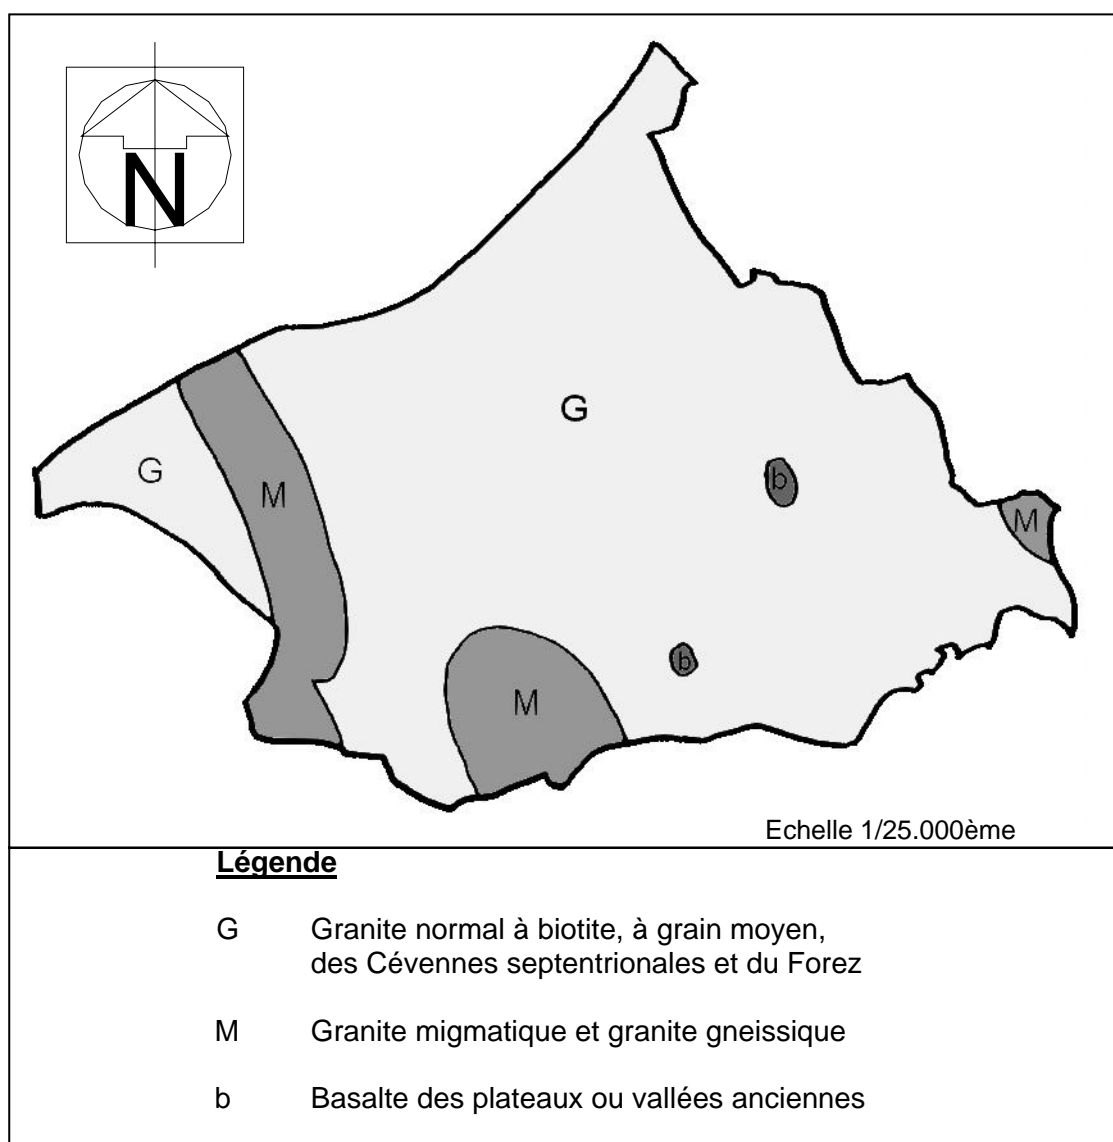 N
G
G
M
b
M
b
M
Echelle 1/25.000ème
Légende
G Granite normal à biotite, à grain moyen,
des Cévennes septentrionales et du Forez
M Granite migmatique et granite gneissique
b Basalte des plateaux ou vallées anciennes